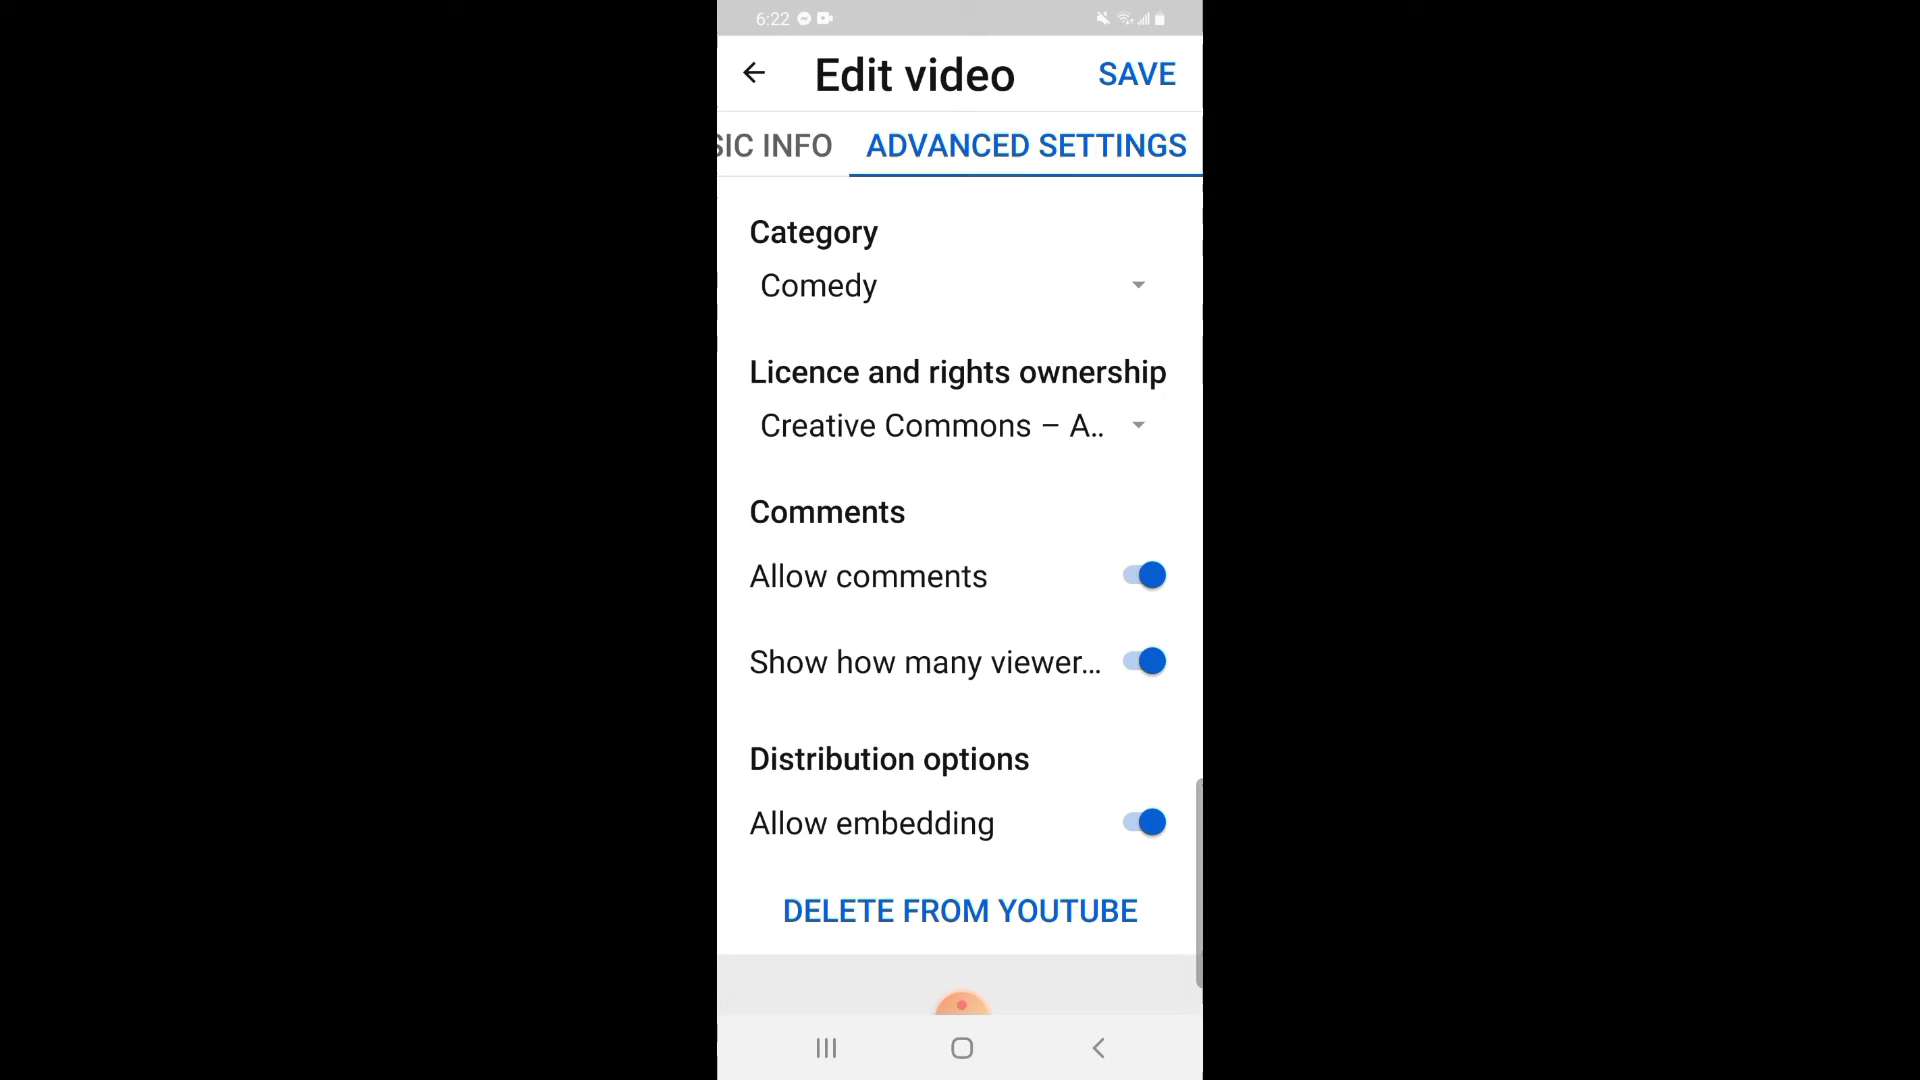 6:22
Edit video
SAVE
SIC INFO
ADVANCED SETTINGS
Category
Comedy
Licence and rights ownership
Creative Commons – A..
Comments
Allow comments
Show how many viewer...
Distribution options
Allow embedding
DELETE FROM YOUTUBE